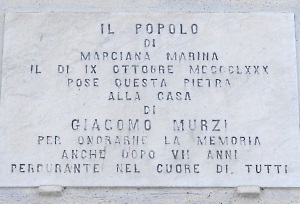 IL POPOLO
DI
MARCIANA MARINA
IL DI IX OTTOBRE MCCCCLXXX
POSE QUESTA PIETRA
ALLA CASA
DI
GIACOMO MURZI
PER ONORARNE LA MEMORIA
ANCHE DOPO VII ANNI
PERDURANTE NEL CUORE DI TUTTI